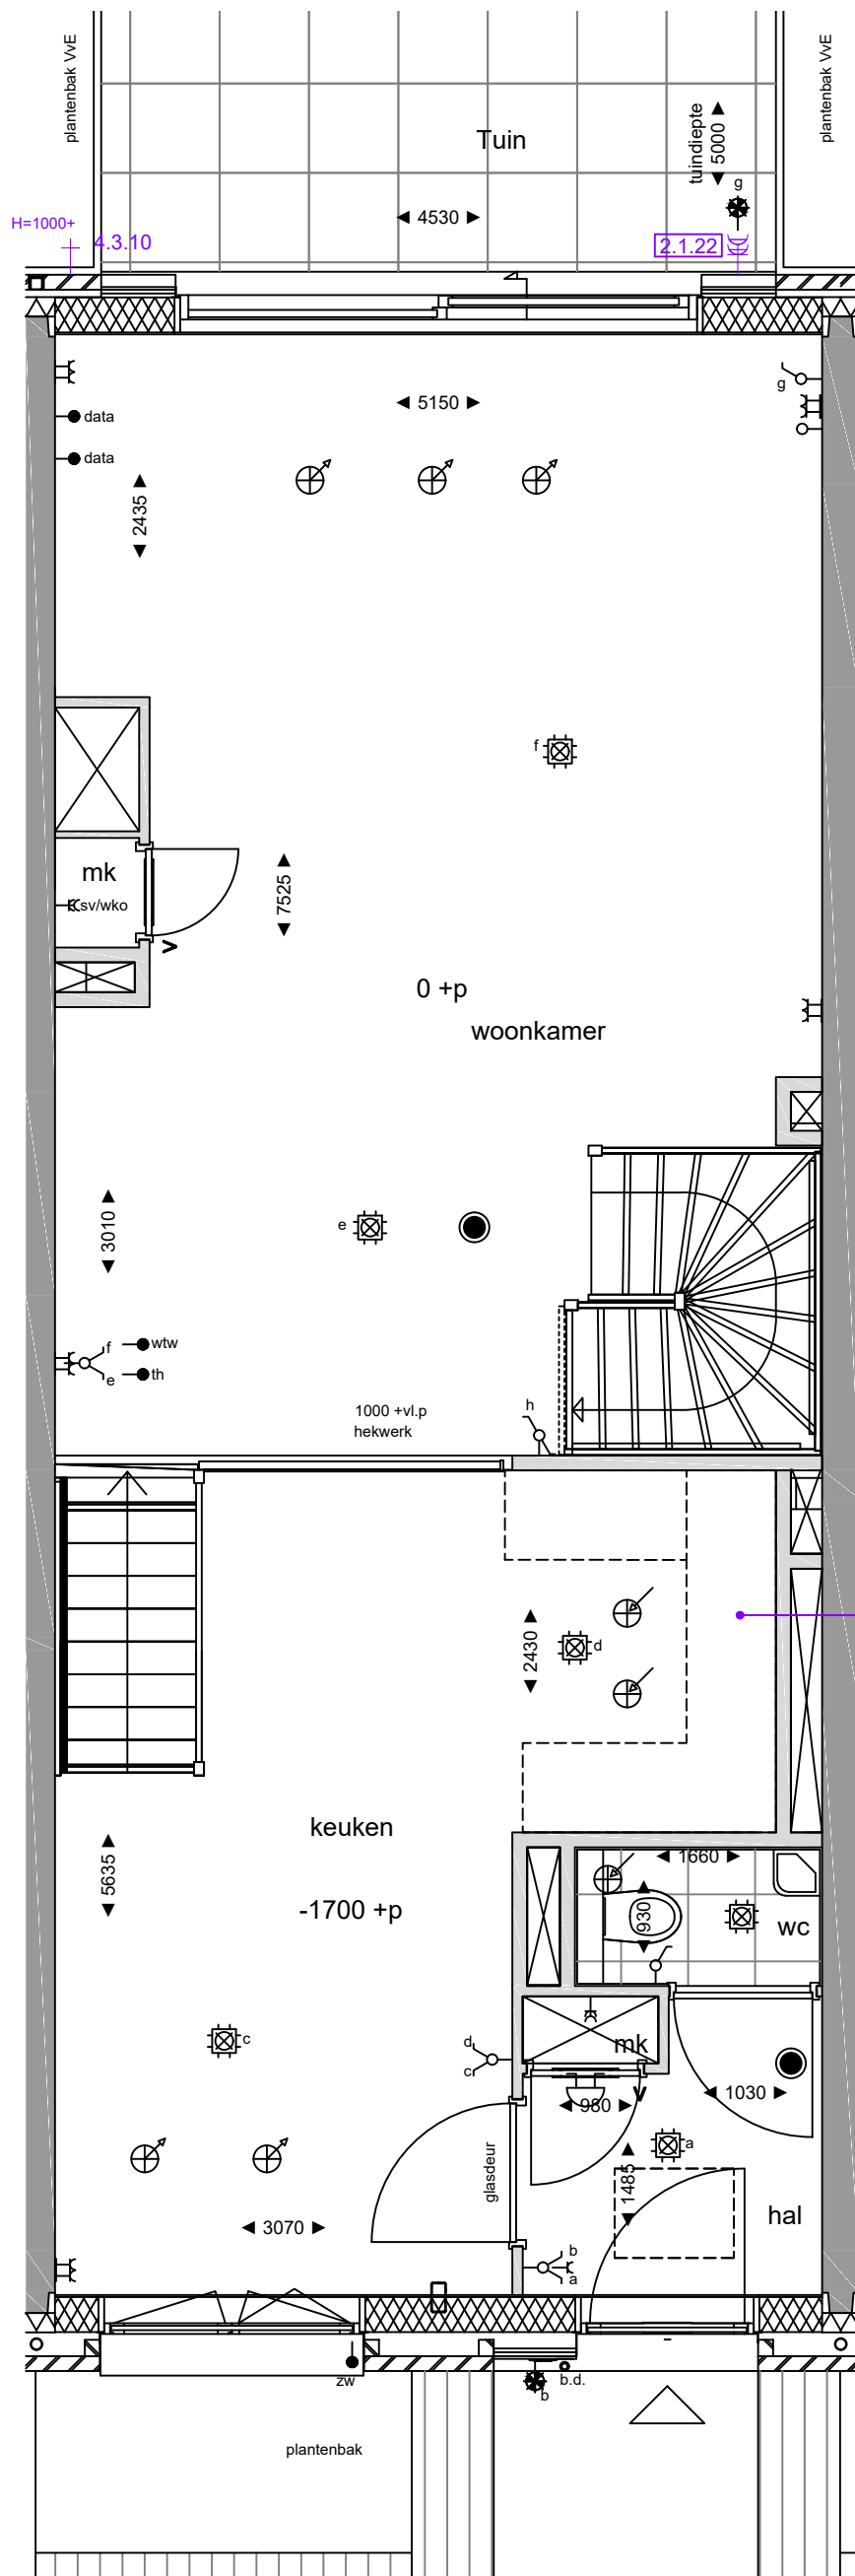 plantenbak VvE
plantenbak VvE
Tuin
tuindiepte
5000
g
H=1000+
4.3.10
4530
2.1.22
5150
g
data
data
2435
f
mk
sv/wko
7525
0 +p
woonkamer
3010
e
f
wtw
e
th
1000 +vl.p
hekwerk
h
2430
d
keuken
5635
-1700 +p
1660
930
wc
c
d
c
mk
980
1030
a
glasdeur
1485
hal
3070
b
a
zw
b
b.d.
plantenbak